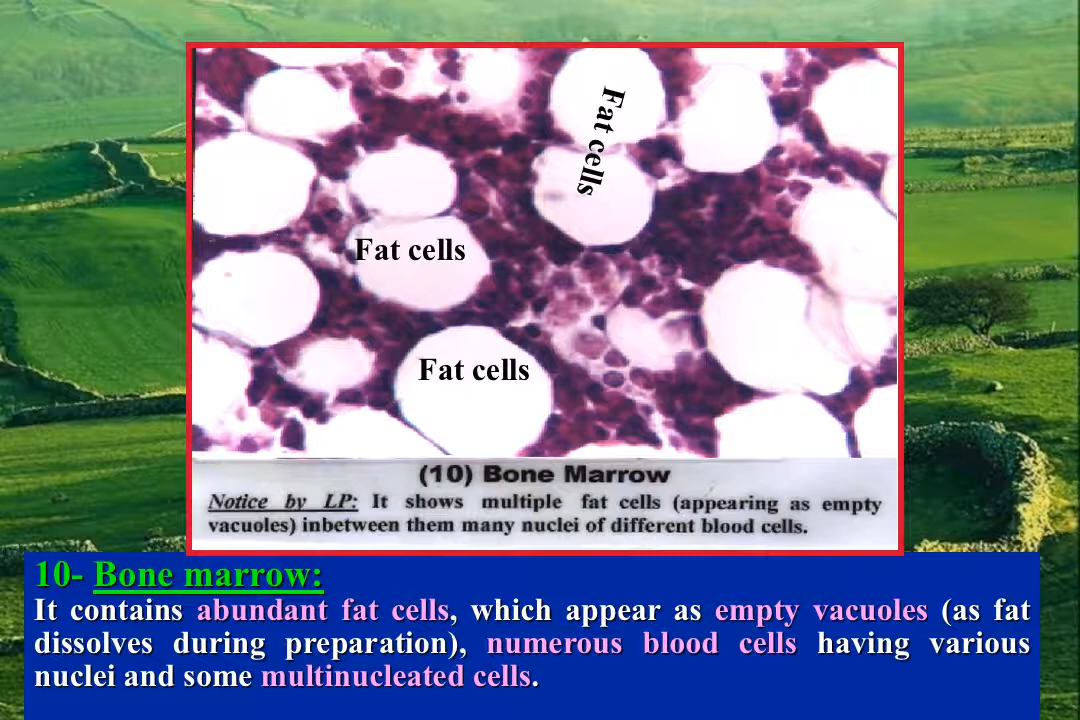 Fat cells
Fat cells
Fat cells
(10) Bone Marrow
Notice by LP: It shows multiple fat cells (appearing as empty
vacuoles) inbetween them many nuclei of different blood cells.
10- Bone marrow:
It contains abundant fat cells, which appear as empty vacuoles (as fat
dissolves during preparation), numerous blood cells having various
nuclei and some multinucleated cells.